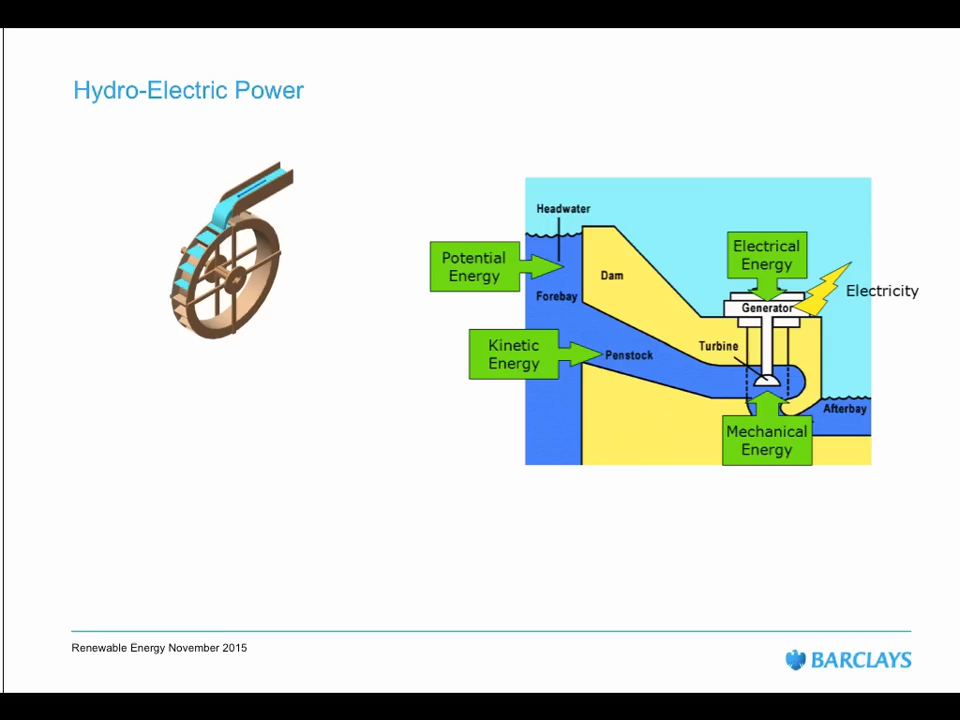 Hydro-Electric Power
Headwater
Potential
Energy
Dam
Forebay
Electrical
Energy
Electricity
Generator
Kinetic
Energy
Penstock
Turbine
Afterbay
Mechanical
Energy
Renewable Energy November 2015
BARCLAYS